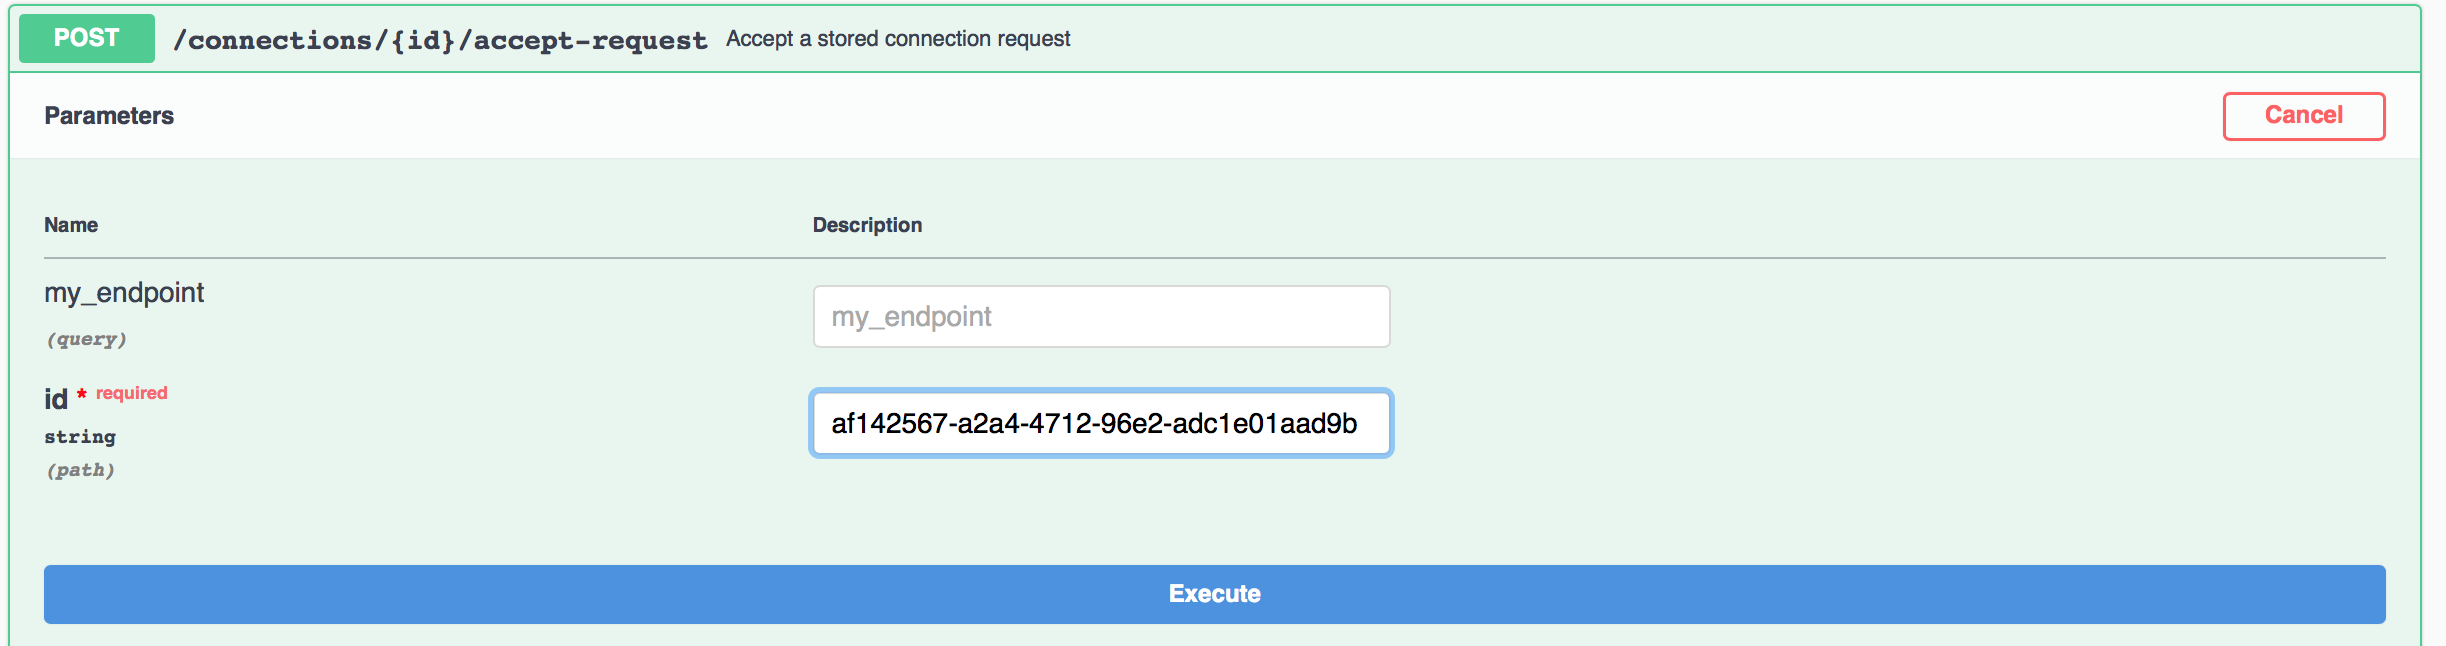 POST /connections/{id}/accept-request Accept a stored connection request
Parameters
Cancel
Name Description
my_endpoint
my_endpoint
(query)
id * required
af142567-a2a4-4712-96e2-adc1e01aad9b
string
(path)
Execute